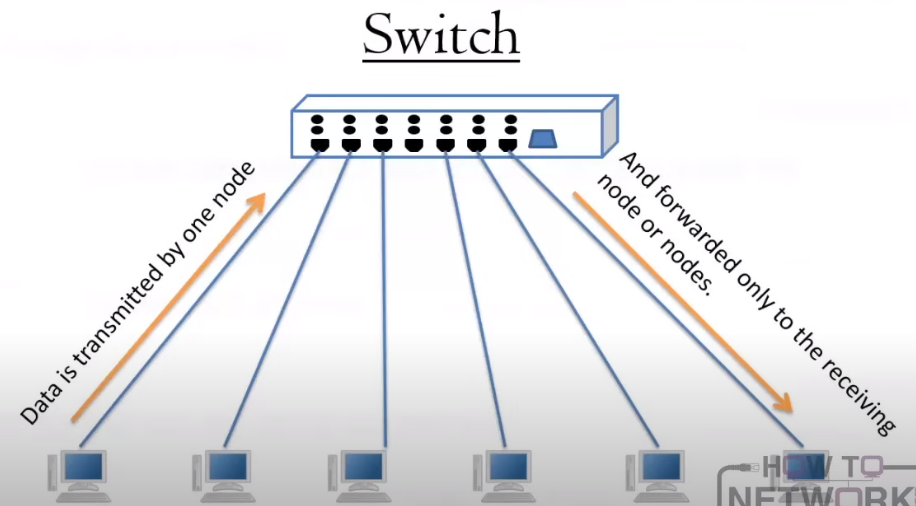 Switch
Data is transmitted by one node
And forwarded only to the receiving
node or nodes.
HOW TO
NETWORK